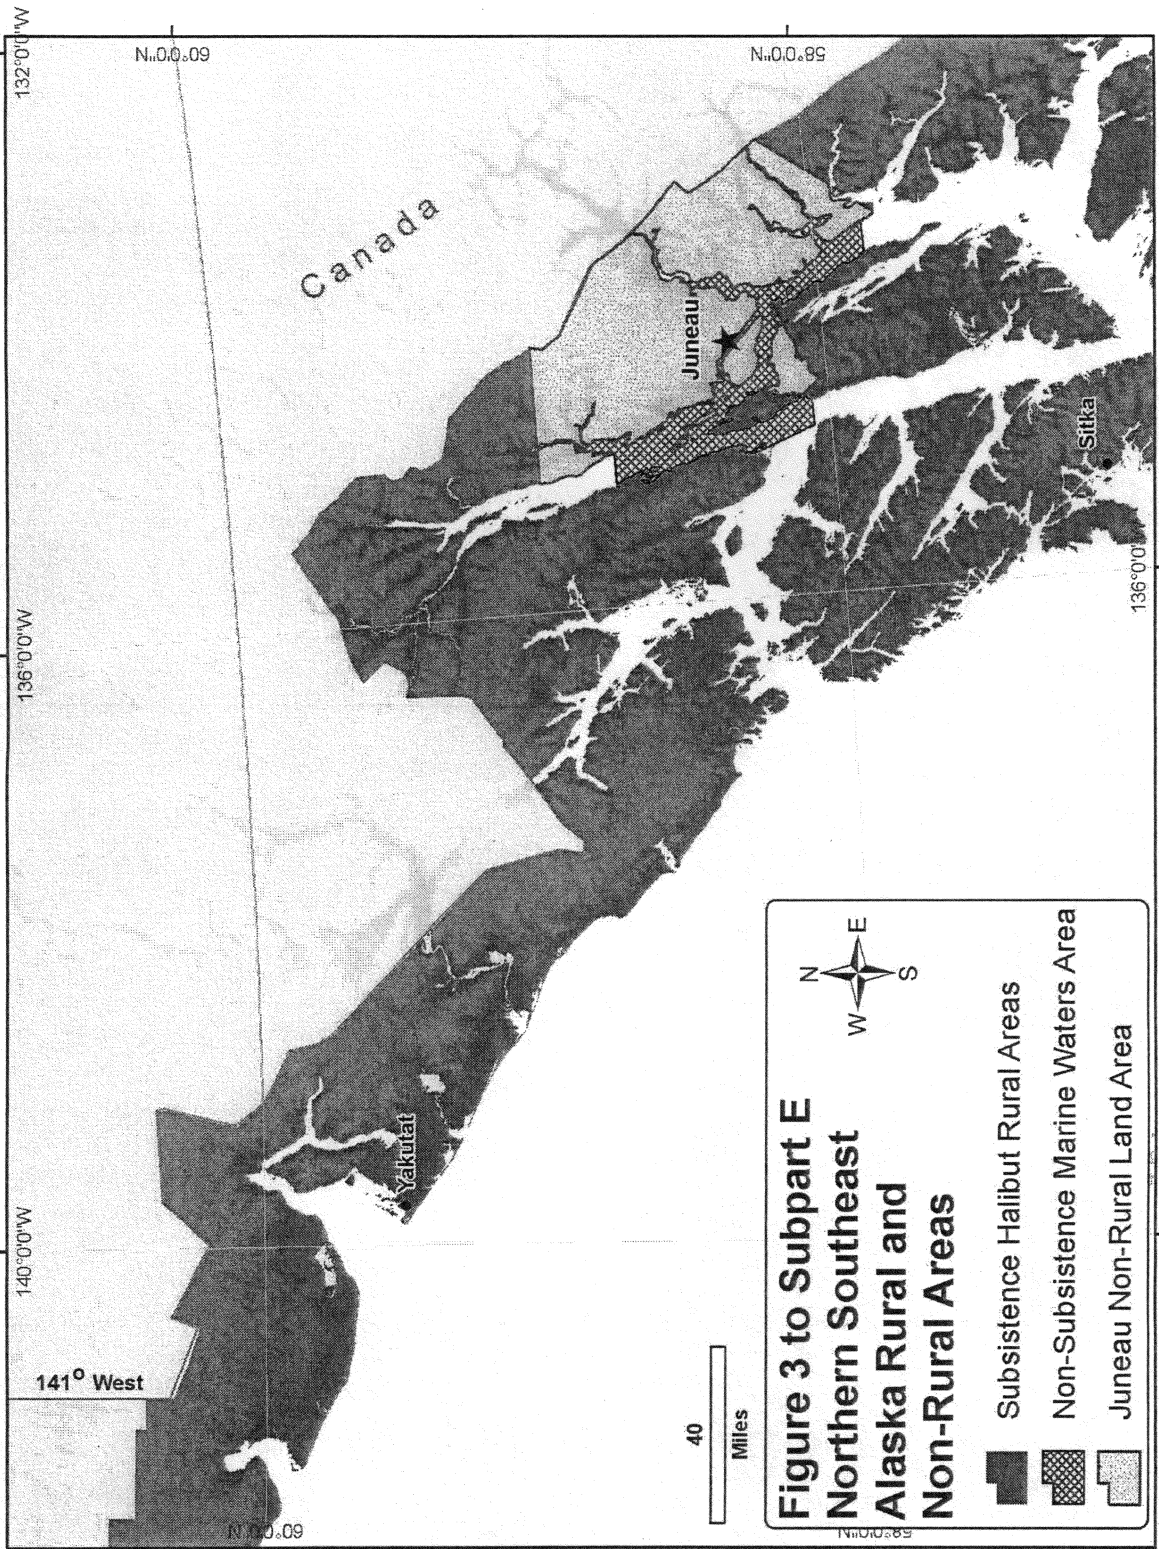 140°0'0"W
136°0'0"W
132°0'0"W
141° West
60°0'0"N
60°0'0"N
Canada
Yakutat
Juneau
Sitka
58°0'0"N
58°0'0"N
136°0'0"
40
Miles
Figure 3 to Subpart E
Northern Southeast
Alaska Rural and
Non-Rural Areas
N
W
E
S
Subsistence Halibut Rural Areas
Non-Subsistence Marine Waters Area
Juneau Non-Rural Land Area